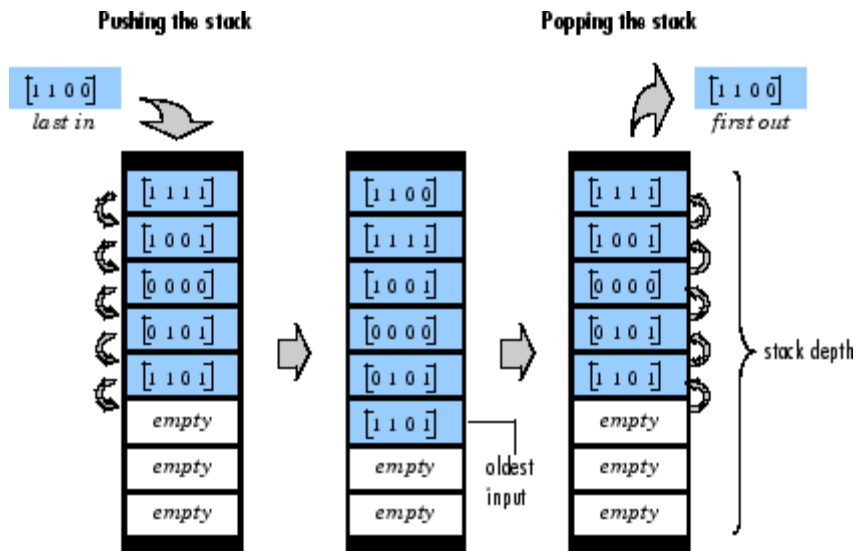 Pushing the stack
Popping the stack
[1 1 0 0]
last in
[1 1 0 0]
first out
[1 1 1 1]
[1 0 0 1]
[0 0 0 0]
[0 1 0 1]
[1 1 0 1]
empty
empty
empty
[1 1 0 0]
[1 1 1 1]
[1 0 0 1]
[0 0 0 0]
[0 1 0 1]
[1 1 0 1]
empty
empty
oldest
input
[1 1 1 1]
[1 0 0 1]
[0 0 0 0]
[0 1 0 1]
[1 1 0 1]
empty
empty
empty
stack depth